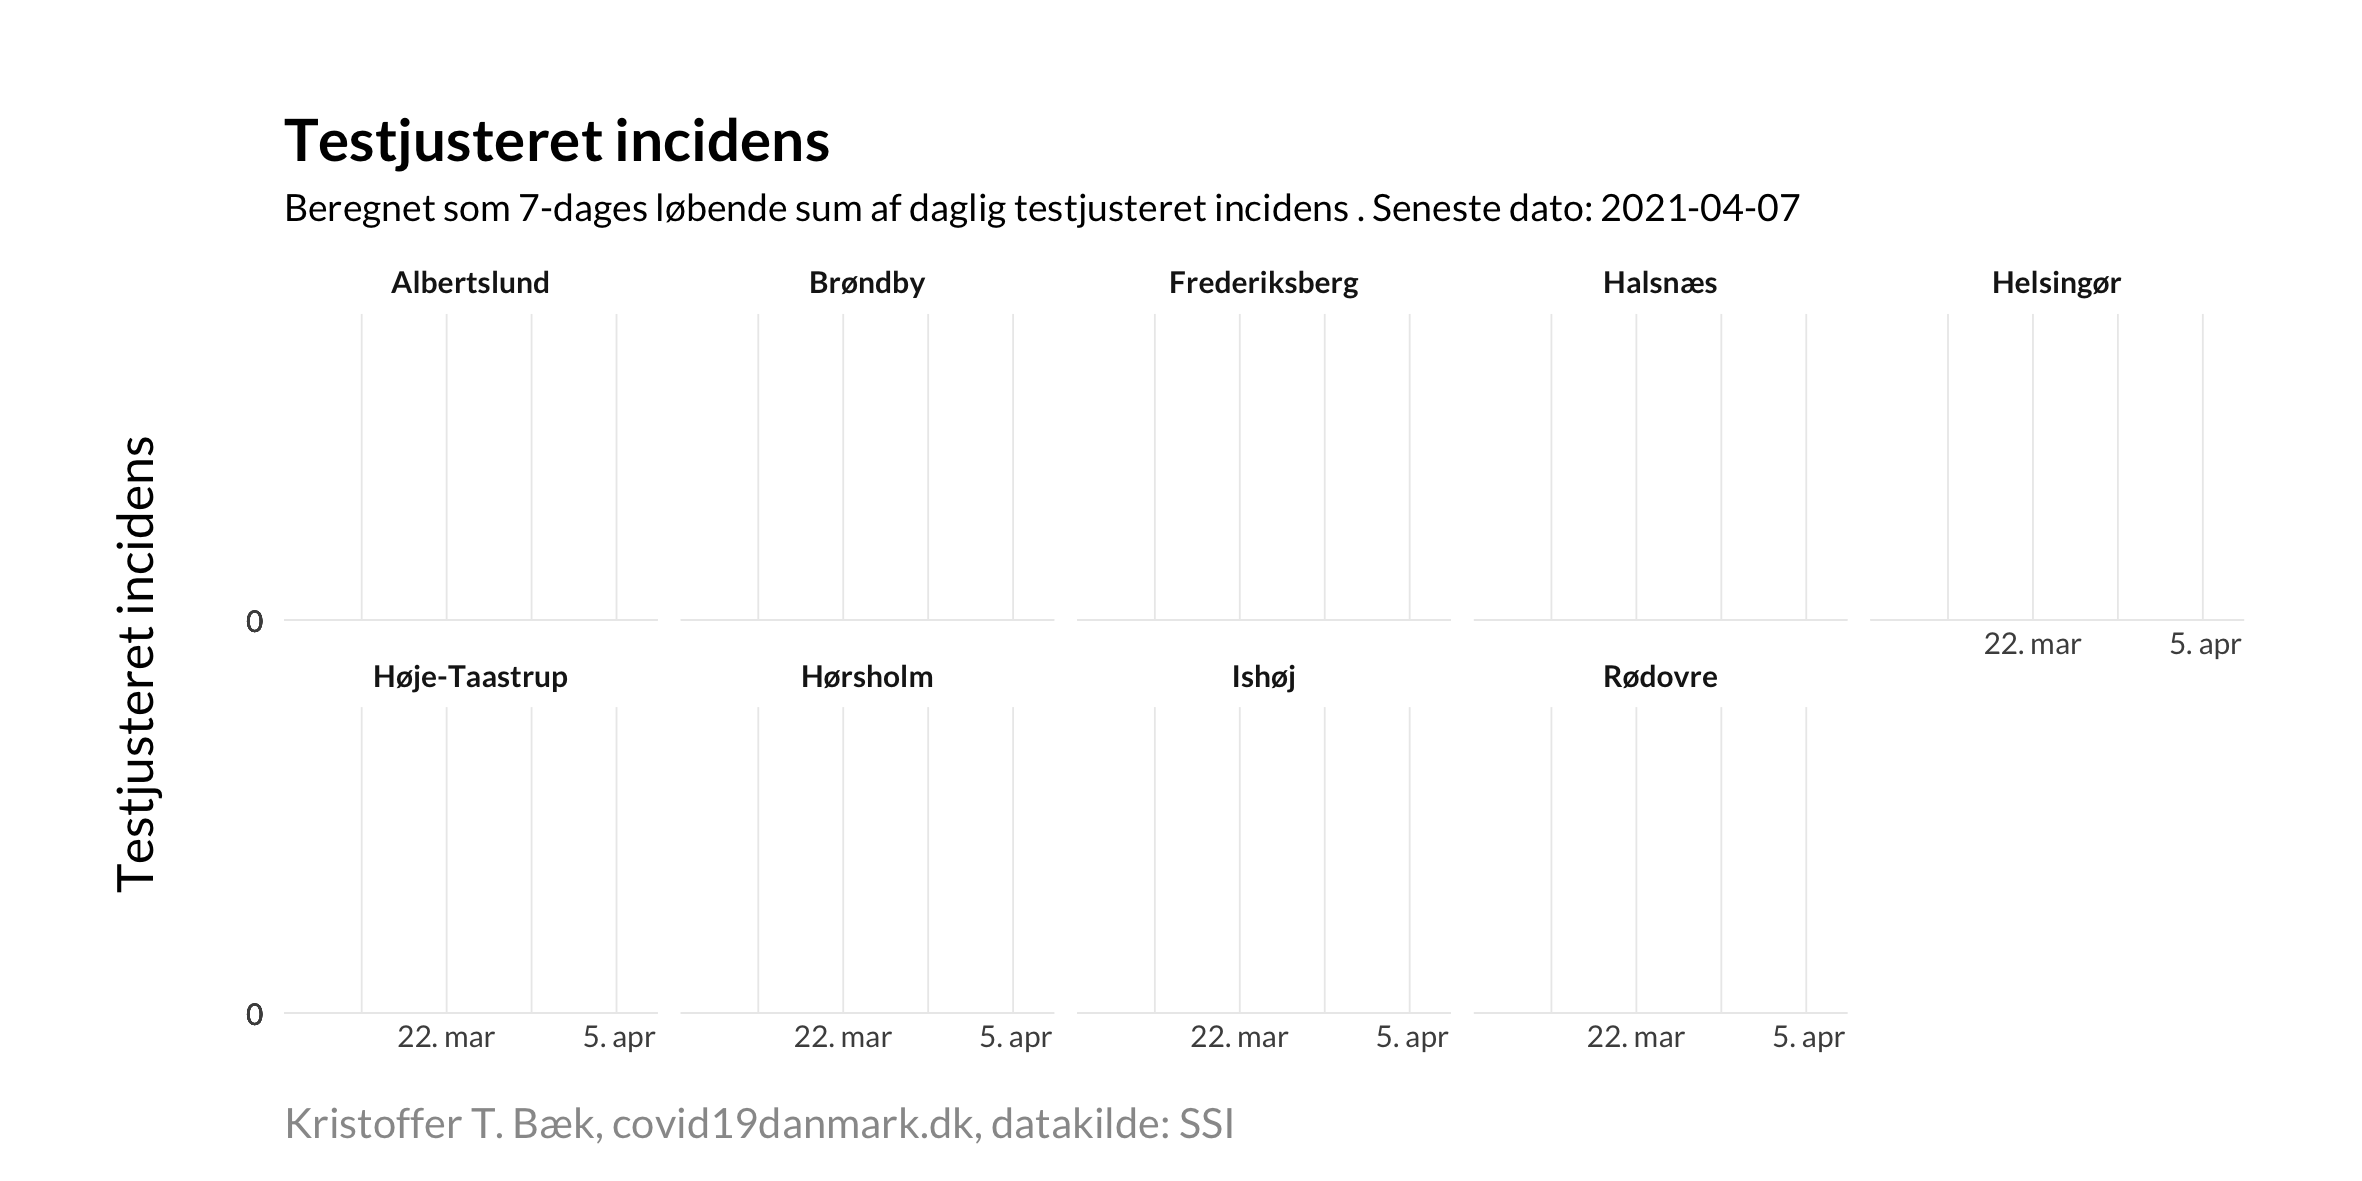 Testjusteret incidens
Beregnet som 7-dages løbende sum af daglig testjusteret incidens . Seneste dato: 2021-04-07
Testjusteret incidens
Albertslund
Brøndby
Frederiksberg
Halsnæs
Helsingør
0
22. mar
5. apr
Høje-Taastrup
Hørsholm
Ishøj
Rødovre
0
22. mar
5. apr
22. mar
5. apr
22. mar
5. apr
22. mar
5. apr
Kristoffer T. Bæk, covid19danmark.dk, datakilde: SSI